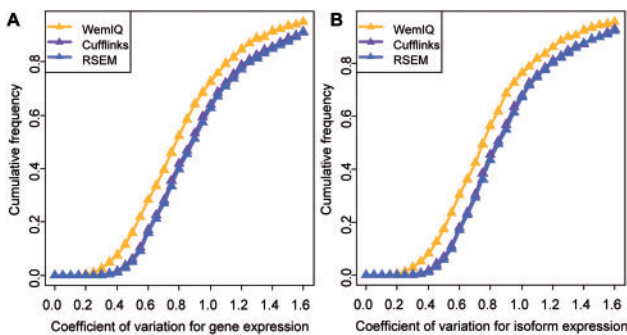 A
WemIQ
Cufflinks
RSEM
Cumulative frequency
0.0 0.2 0.4 0.6 0.8
0.0 0.2 0.4 0.6 0.8 1.0 1.2 1.4 1.6
Coefficient of variation for gene expression
B
WemIQ
Cufflinks
RSEM
Cumulative frequency
0.0 0.2 0.4 0.6 0.8
0.0 0.2 0.4 0.6 0.8 1.0 1.2 1.4 1.6
Coefficient of variation for isoform expression